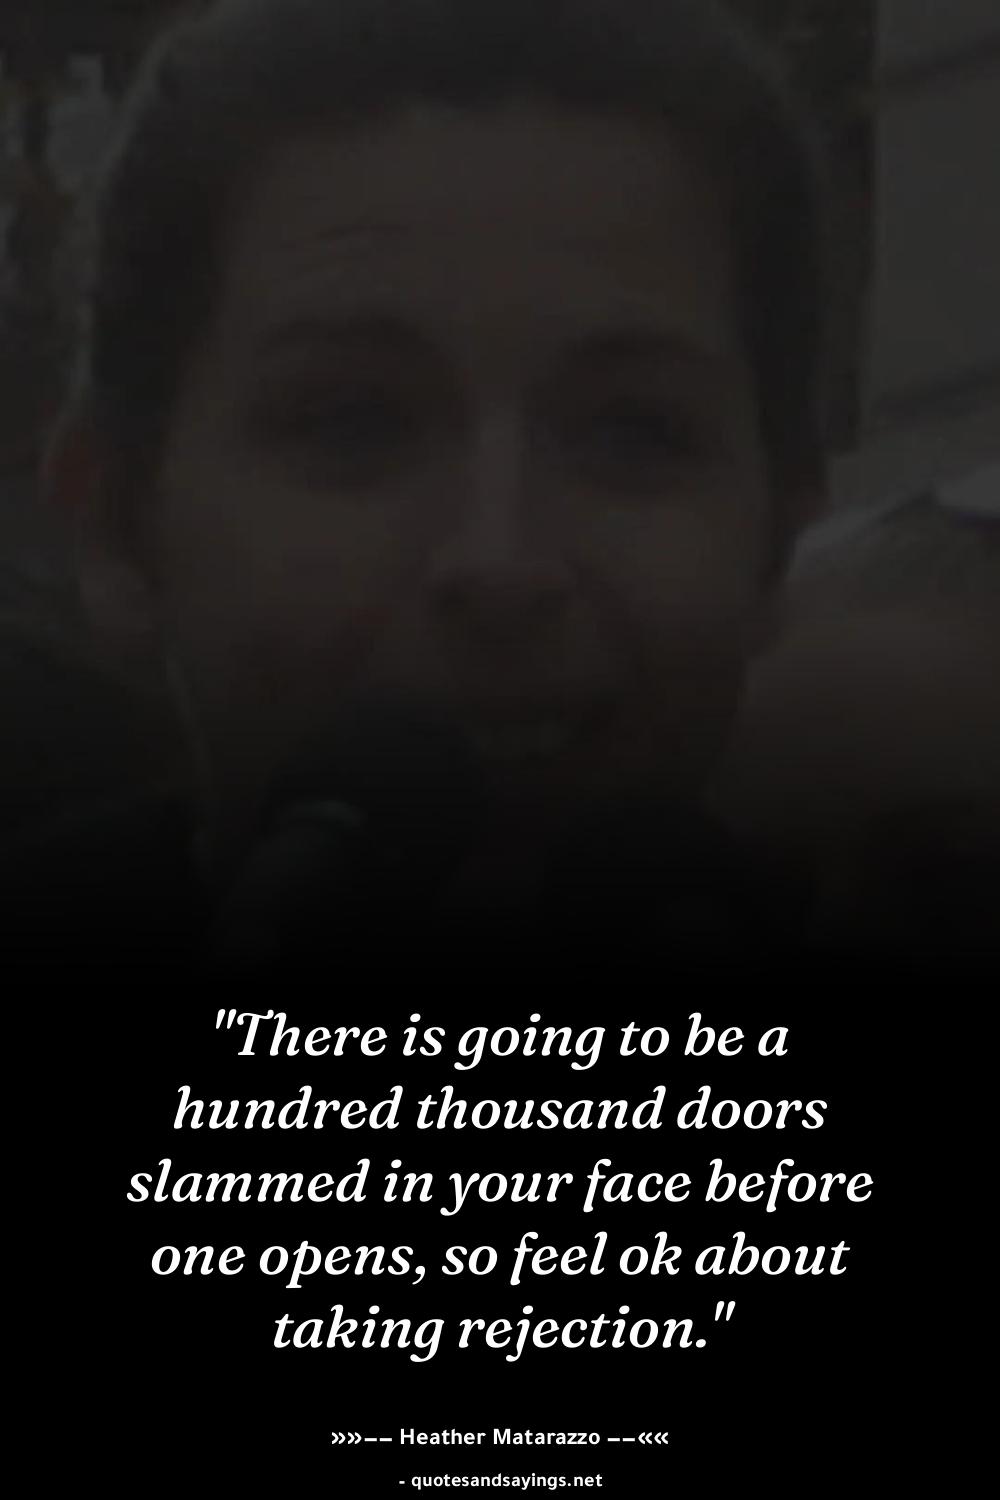 "There is going to be a
hundred thousand doors
slammed in your face before
one opens, so feel ok about
taking rejection."
»»-- Heather Matarazzo --««
- quotesandsayings.net